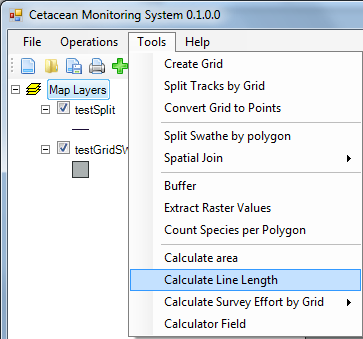 Cetacean Monitoring System 0.1.0.0
File Operations Tools Help
Create Grid
Split Tracks by Grid
Convert Grid to Points
Split Swathe by polygon
Spatial Join
Buffer
Extract Raster Values
Count Species per Polygon
Calculate area
Calculate Line Length
Calculate Survey Effort by Grid
Calculator Field
Map Layers
testSplit
testGridSW